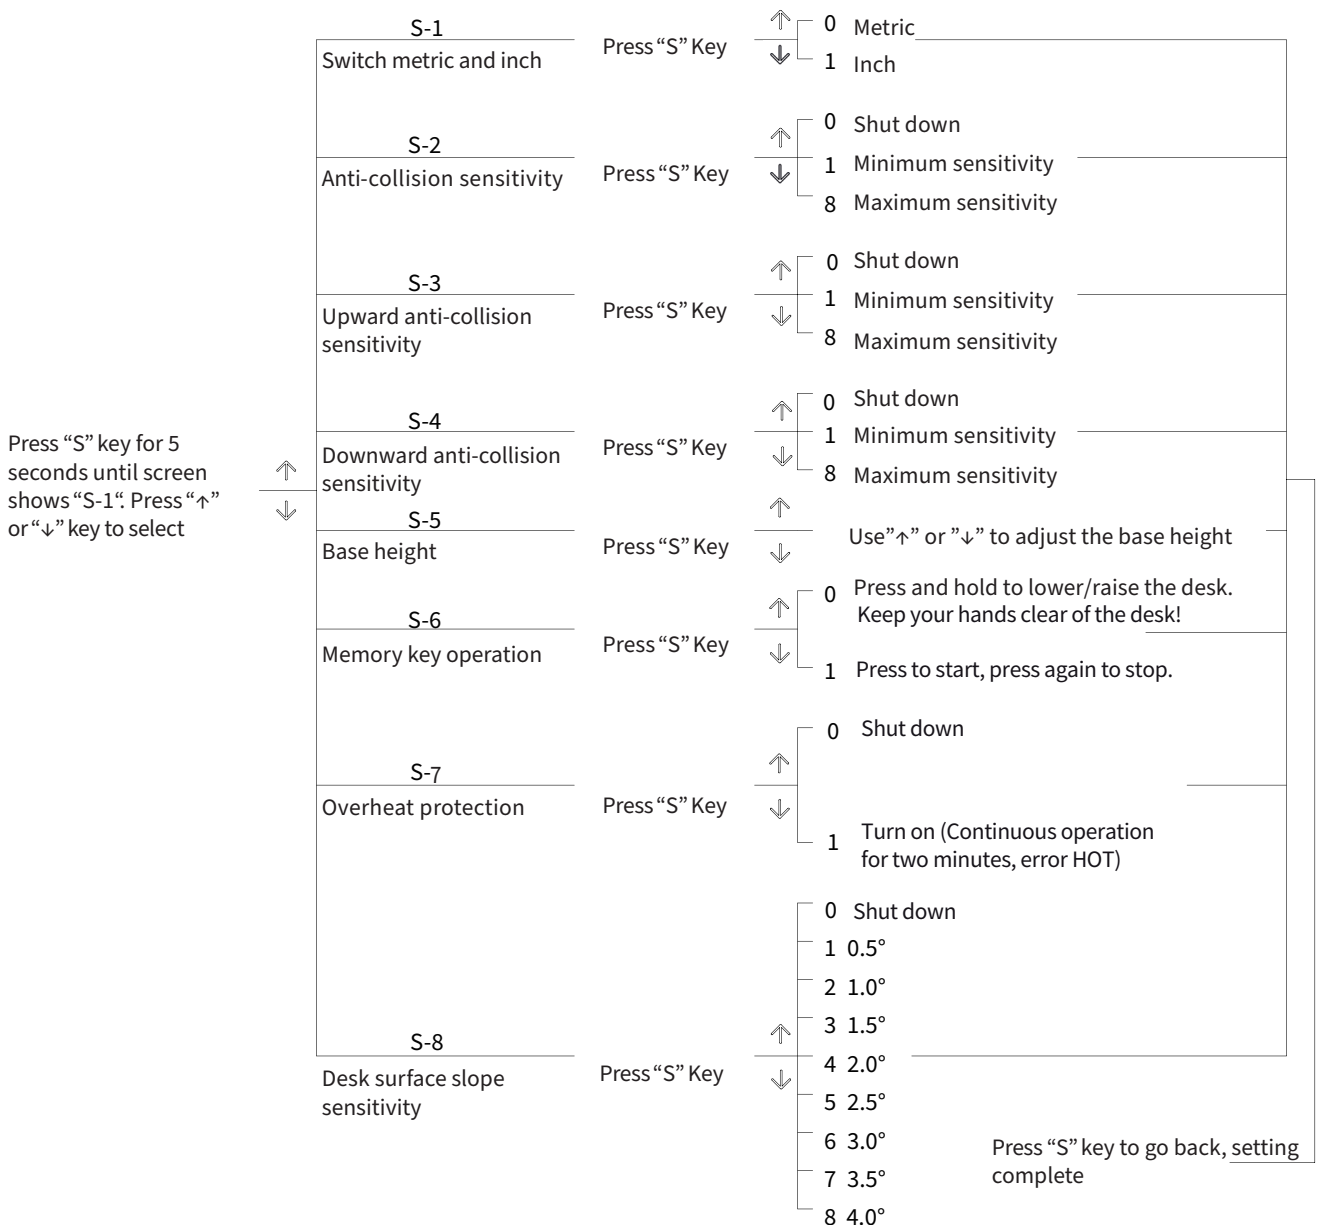 Press “S” key for 5
seconds until screen
shows “S-1“. Press “↑”
or “↓” key to select
↑
↓
S-1
Switch metric and inch
Press “S” Key
↑
↓
0 Metric
1 Inch
S-2
Anti-collision sensitivity
Press “S” Key
↑
↓
0 Shut down
1 Minimum sensitivity
8 Maximum sensitivity
S-3
Upward anti-collision
sensitivity
Press “S” Key
↑
↓
0 Shut down
1 Minimum sensitivity
8 Maximum sensitivity
S-4
Downward anti-collision
sensitivity
Press “S” Key
↑
↓
0 Shut down
1 Minimum sensitivity
8 Maximum sensitivity
S-5
Base height
Press “S” Key
↑
↓
Use”↑” or ”↓” to adjust the base height
S-6
Memory key operation
Press “S” Key
↑
↓
0 Press and hold to lower/raise the desk.
Keep your hands clear of the desk!
1 Press to start, press again to stop.
S-7
Overheat protection
Press “S” Key
↑
↓
0 Shut down
1 Turn on (Continuous operation
for two minutes, error HOT)
S-8
Desk surface slope
sensitivity
Press “S” Key
↑
↓
0 Shut down
1 0.5°
2 1.0°
3 1.5°
4 2.0°
5 2.5°
6 3.0°
7 3.5°
8 4.0°
Press “S” key to go back, setting
complete